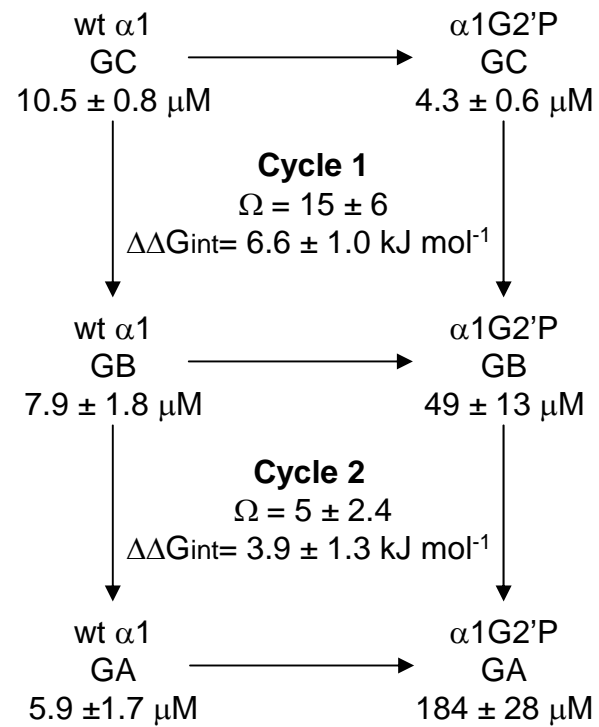 wt α1
GC
10.5 ± 0.8 μM
α1G2’P
GC
4.3 ± 0.6 μM
Cycle 1
Ω = 15 ± 6
ΔΔGint= 6.6 ± 1.0 kJ mol-1
wt α1
GB
7.9 ± 1.8 μM
α1G2’P
GB
49 ± 13 μM
Cycle 2
Ω = 5 ± 2.4
ΔΔGint= 3.9 ± 1.3 kJ mol-1
wt α1
GA
5.9 ±1.7 μM
α1G2’P
GA
184 ± 28 μM